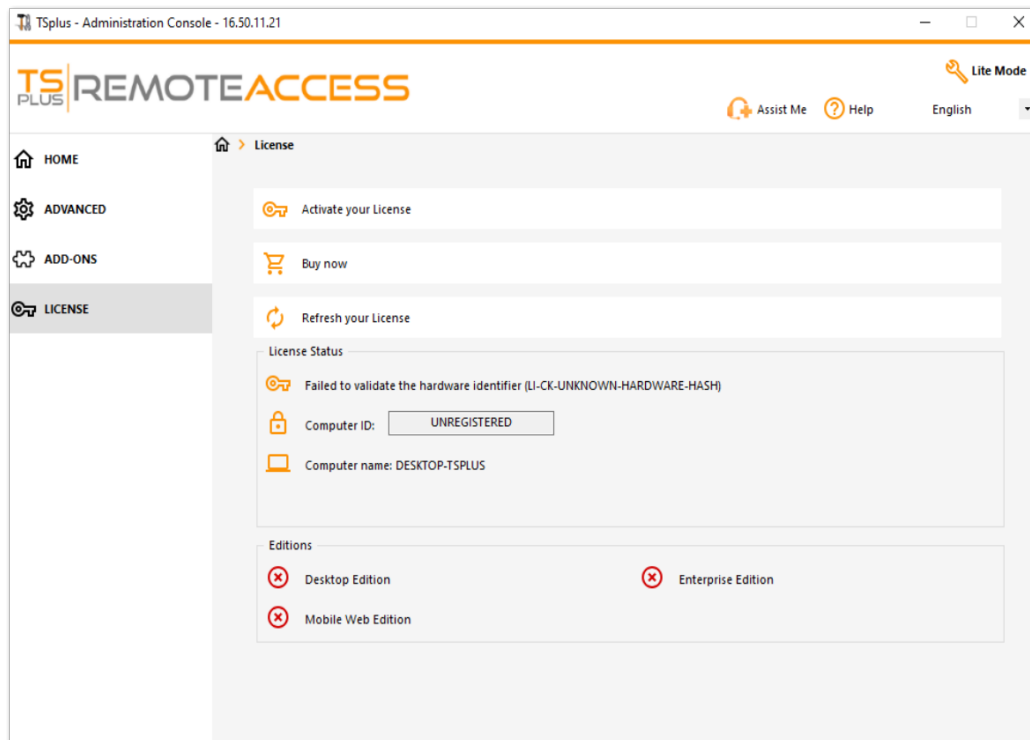 TSplus - Administration Console - 16.50.11.21
TS PLUS REMOTEACCESS
Lite Mode
Assist Me
Help
English
HOME
ADVANCED
ADD-ONS
LICENSE
License
Activate your License
Buy now
Refresh your License
License Status
Failed to validate the hardware identifier (LI-CK-UNKNOWN-HARDWARE-HASH)
Computer ID: UNREGISTERED
Computer name: DESKTOP-TSPLUS
Editions
Desktop Edition
Enterprise Edition
Mobile Web Edition